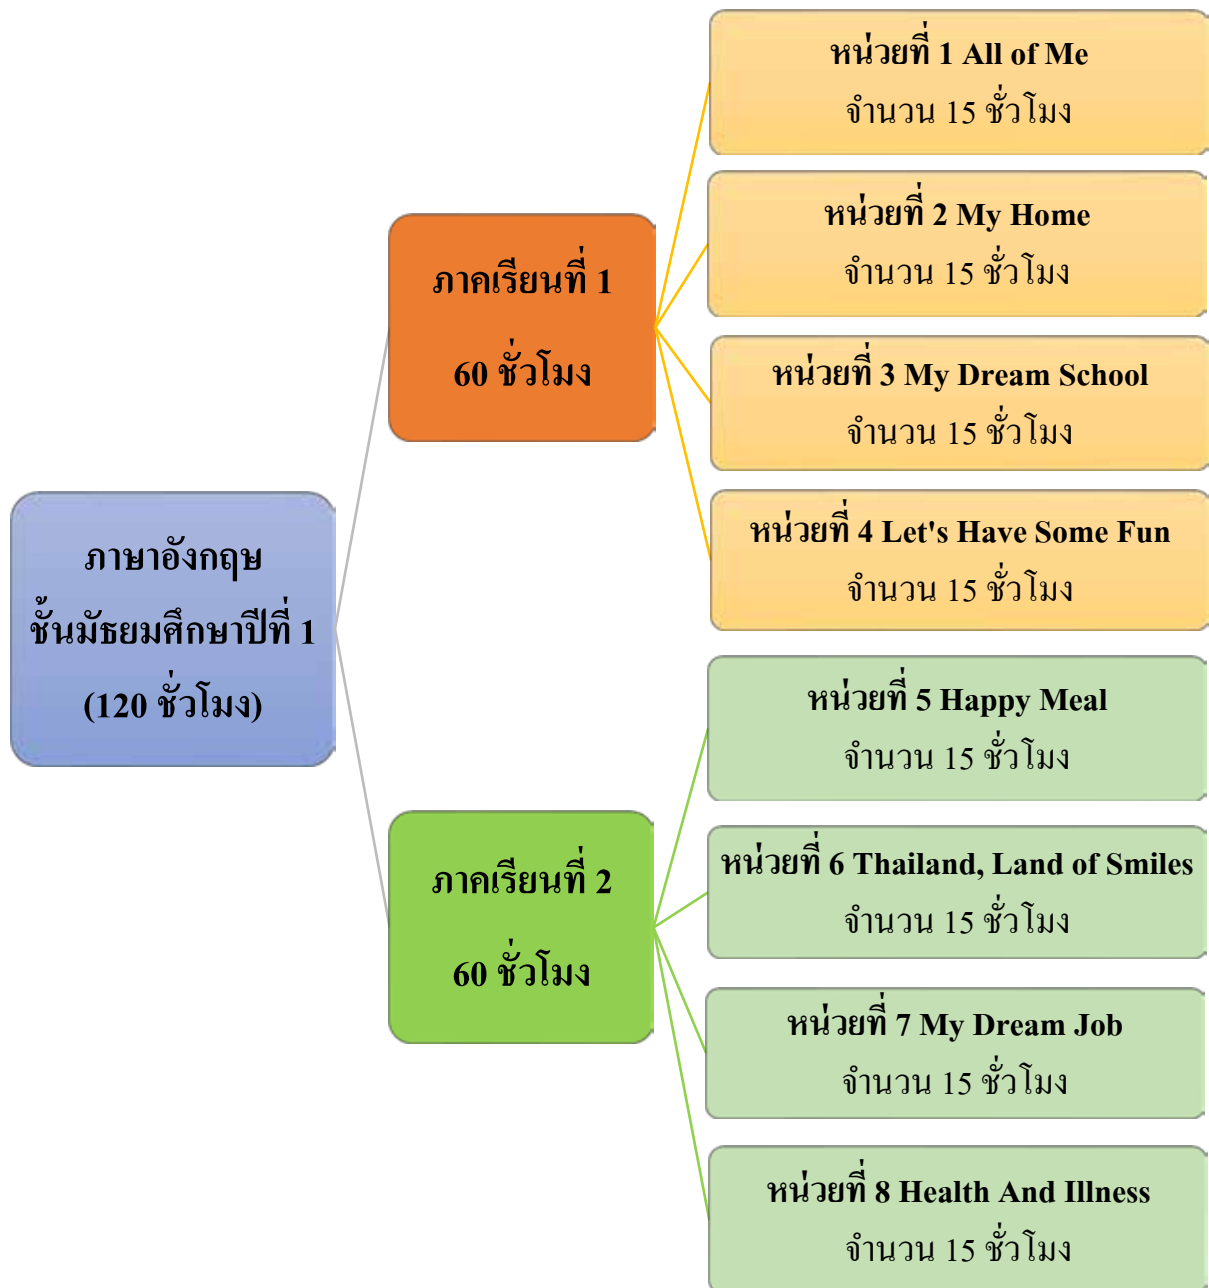 ภาษาอังกฤษ
ชั้นมัธยมศึกษาปีที่ 1
(120 ชั่วโมง)
ภาคเรียนที่ 1
60 ชั่วโมง
หน่วยที่ 1 All of Me
จำนวน 15 ชั่วโมง
หน่วยที่ 2 My Home
จำนวน 15 ชั่วโมง
หน่วยที่ 3 My Dream School
จำนวน 15 ชั่วโมง
หน่วยที่ 4 Let's Have Some Fun
จำนวน 15 ชั่วโมง
ภาคเรียนที่ 2
60 ชั่วโมง
หน่วยที่ 5 Happy Meal
จำนวน 15 ชั่วโมง
หน่วยที่ 6 Thailand, Land of Smiles
จำนวน 15 ชั่วโมง
หน่วยที่ 7 My Dream Job
จำนวน 15 ชั่วโมง
หน่วยที่ 8 Health And Illness
จำนวน 15 ชั่วโมง